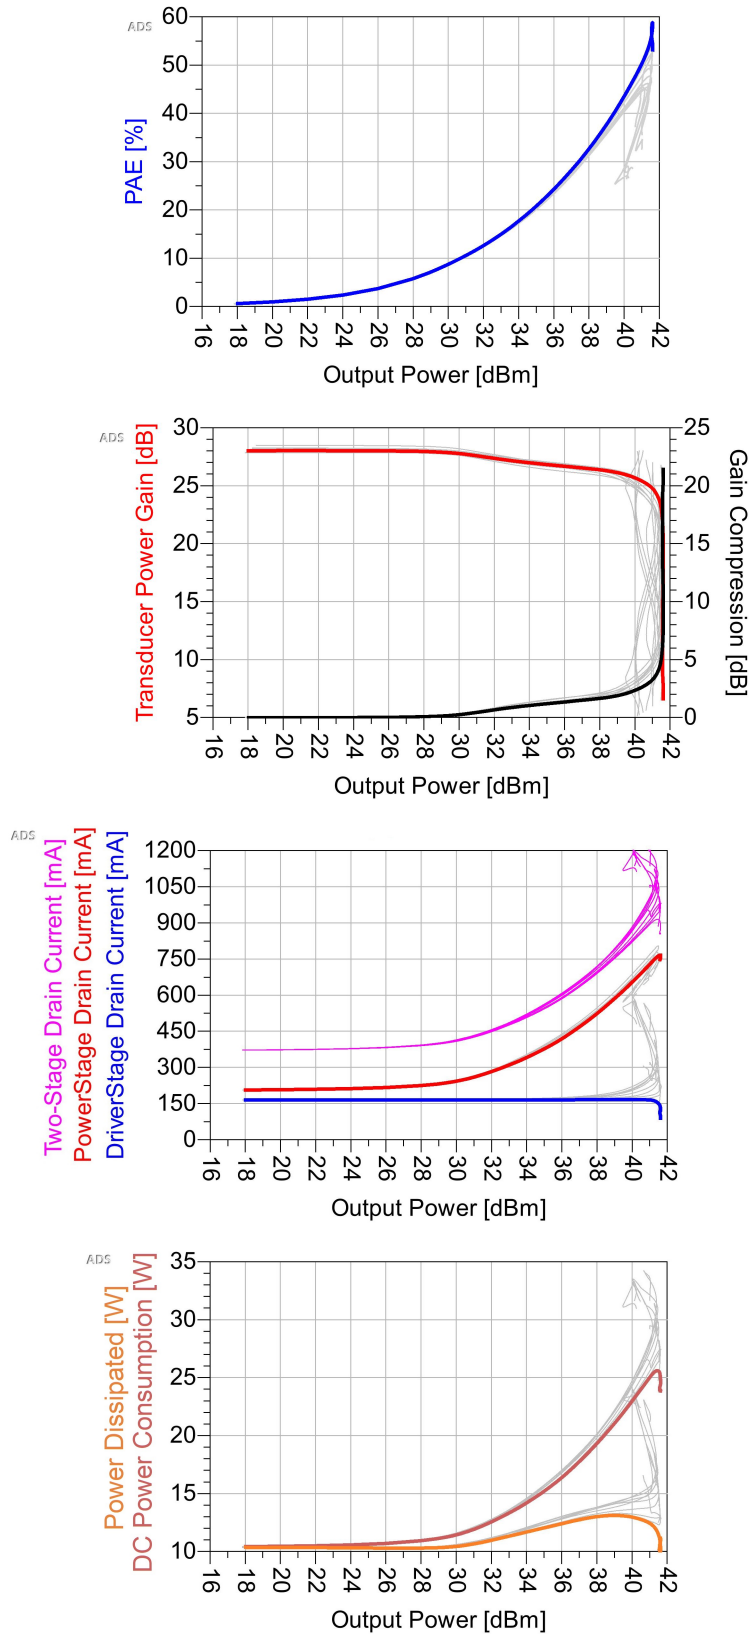 ADS
PAE [%]
60
50
40
30
20
10
0
16 18 20 22 24 26 28 30 32 34 36 38 40 42
Output Power [dBm]
ADS
Transducer Power Gain [dB]
30
25
20
15
10
5
25
20
15
10
5
0
Gain Compression [dB]
16 18 20 22 24 26 28 30 32 34 36 38 40 42
Output Power [dBm]
ADS
Two-Stage Drain Current [mA]
PowerStage Drain Current [mA]
DriverStage Drain Current [mA]
1200
1050
900
750
600
450
300
150
0
16 18 20 22 24 26 28 30 32 34 36 38 40 42
Output Power [dBm]
ADS
Power Dissipated [W]
DC Power Consumption [W]
35
30
25
20
15
10
16 18 20 22 24 26 28 30 32 34 36 38 40 42
Output Power [dBm]